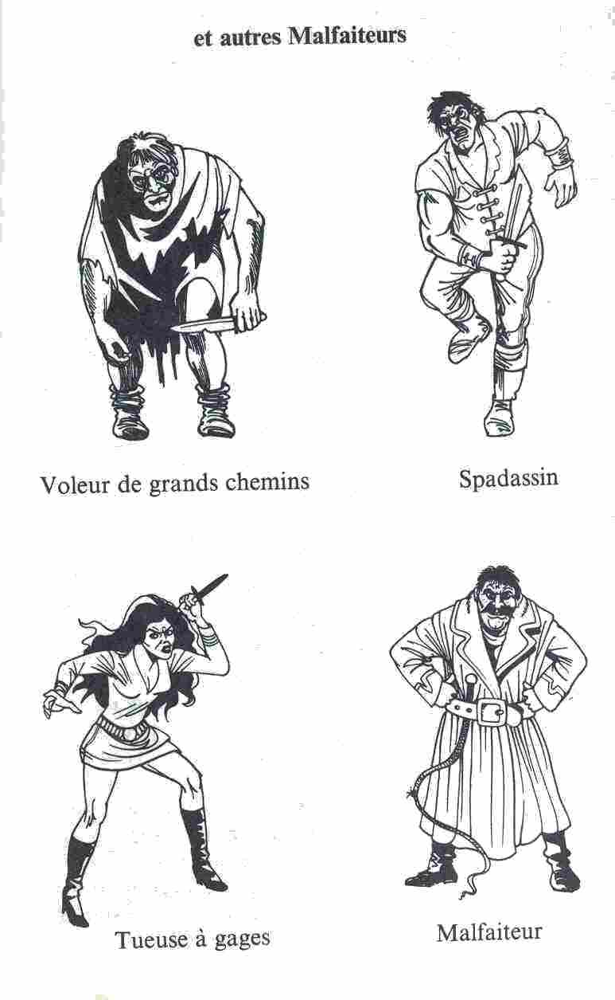 et autres Malfaiteurs
Voleur de grands chemins
Spadassin
Tueuse à gages
Malfaiteur